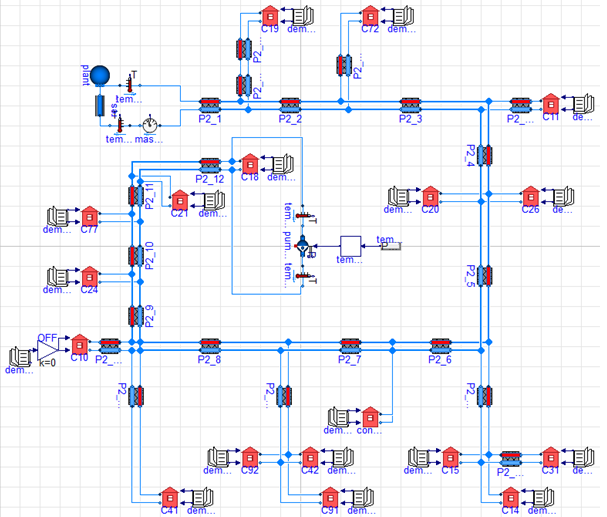 C19
dem...
C72
dem...
P2_...
P2_...
P2_...
plant
T
tem...
tem...
mas...
P2_1
P2_2
P2_3
P2_...
C11
de...
P2_4
P2_12
C18
dem...
P2_11
C21
dem...
C77
dem...
C20
dem...
C26
dem...
tem...
T
pum...
tem...
T
tem...
tem...
P2_10
C24
dem...
P2_5
P2_9
OFF
k=0
dem...
C10
P2_...
P2_8
P2_7
P2_6
P2_...
P2_...
P2_...
con...
dem...
C92
dem...
C42
dem...
C15
dem...
P2_...
C31
dem...
C41
dem...
C91
dem...
C14
dem...